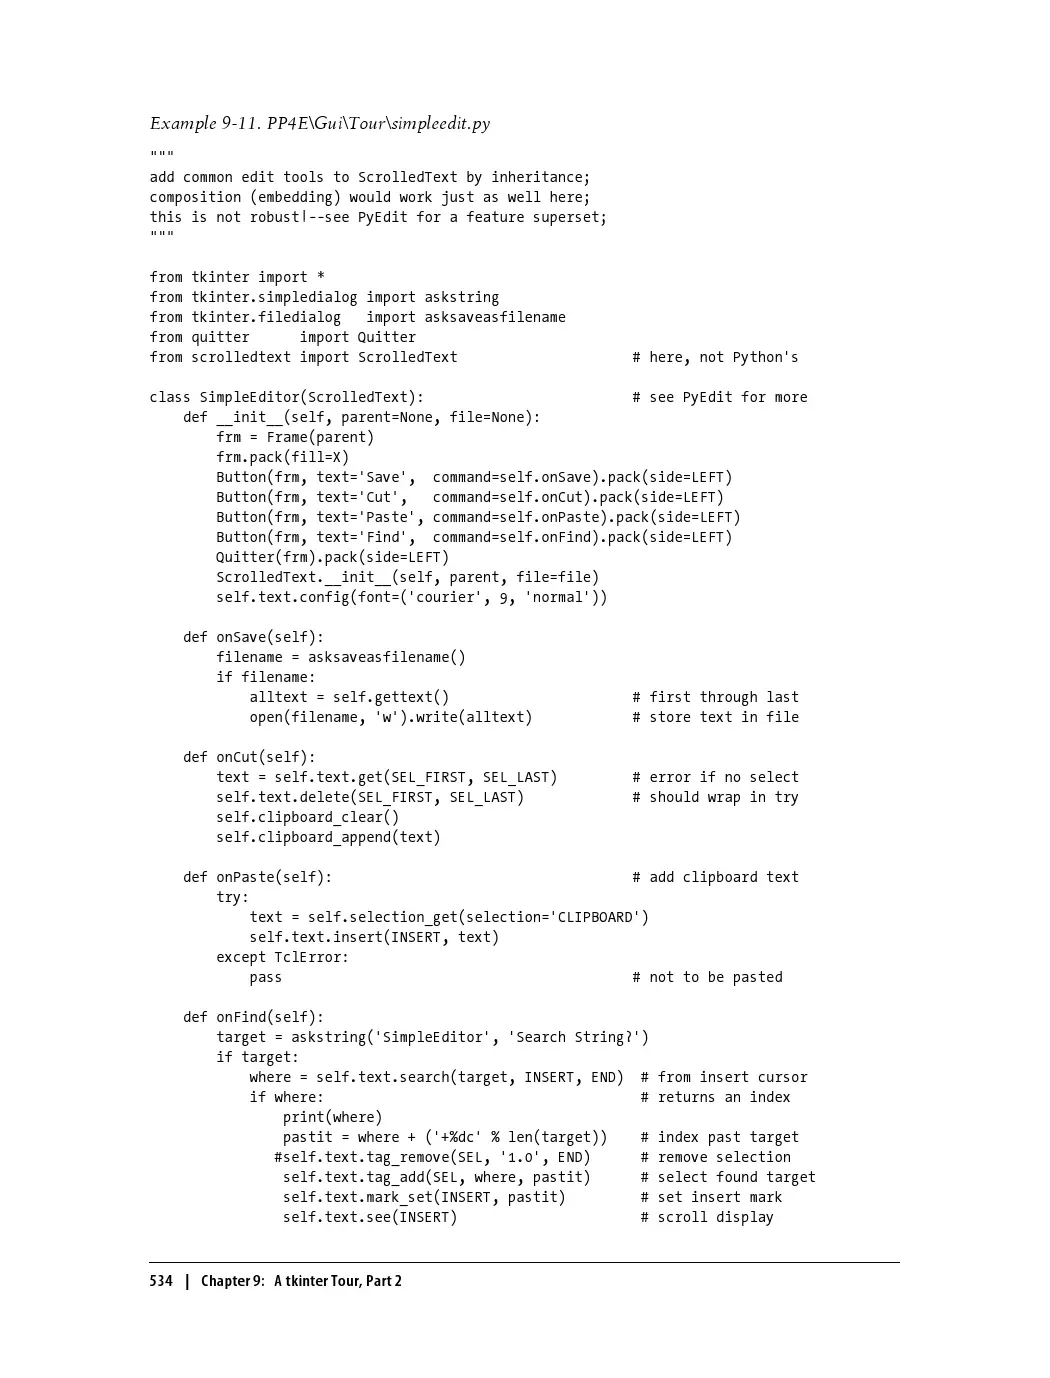 Example 9-11. PP4E\Gui\Tour\simpleedit.py
"""
add common edit tools to ScrolledText by inheritance;
composition (embedding) would work just as well here;
this is not robust!--see PyEdit for a feature superset;
"""
from tkinter import *
from tkinter.simpledialog import askstring
from tkinter.filedialog   import asksaveasfilename
from quitter      import Quitter
from scrolledtext import ScrolledText                     # here, not Python's
class SimpleEditor(ScrolledText):                         # see PyEdit for more
    def __init__(self, parent=None, file=None):
        frm = Frame(parent)
        frm.pack(fill=X)
        Button(frm, text='Save',  command=self.onSave).pack(side=LEFT)
        Button(frm, text='Cut',   command=self.onCut).pack(side=LEFT)
        Button(frm, text='Paste', command=self.onPaste).pack(side=LEFT)
        Button(frm, text='Find',  command=self.onFind).pack(side=LEFT)
        Quitter(frm).pack(side=LEFT)
        ScrolledText.__init__(self, parent, file=file)
        self.text.config(font=('courier', 9, 'normal'))
    def onSave(self):
        filename = asksaveasfilename()
        if filename:
            alltext = self.gettext()                      # first through last
            open(filename, 'w').write(alltext)            # store text in file
    def onCut(self):
        text = self.text.get(SEL_FIRST, SEL_LAST)         # error if no select
        self.text.delete(SEL_FIRST, SEL_LAST)             # should wrap in try
        self.clipboard_clear()
        self.clipboard_append(text)
    def onPaste(self):                                    # add clipboard text
        try:
            text = self.selection_get(selection='CLIPBOARD')
            self.text.insert(INSERT, text)
        except TclError:
            pass                                          # not to be pasted
    def onFind(self):
        target = askstring('SimpleEditor', 'Search String?')
        if target:
            where = self.text.search(target, INSERT, END)  # from insert cursor
            if where:                                      # returns an index
                print(where)
                pastit = where + ('+%dc' % len(target))    # index past target
               #self.text.tag_remove(SEL, '1.0', END)      # remove selection
                self.text.tag_add(SEL, where, pastit)      # select found target
                self.text.mark_set(INSERT, pastit)         # set insert mark
                self.text.see(INSERT)                      # scroll display
534 | Chapter 9: A tkinter Tour, Part 2